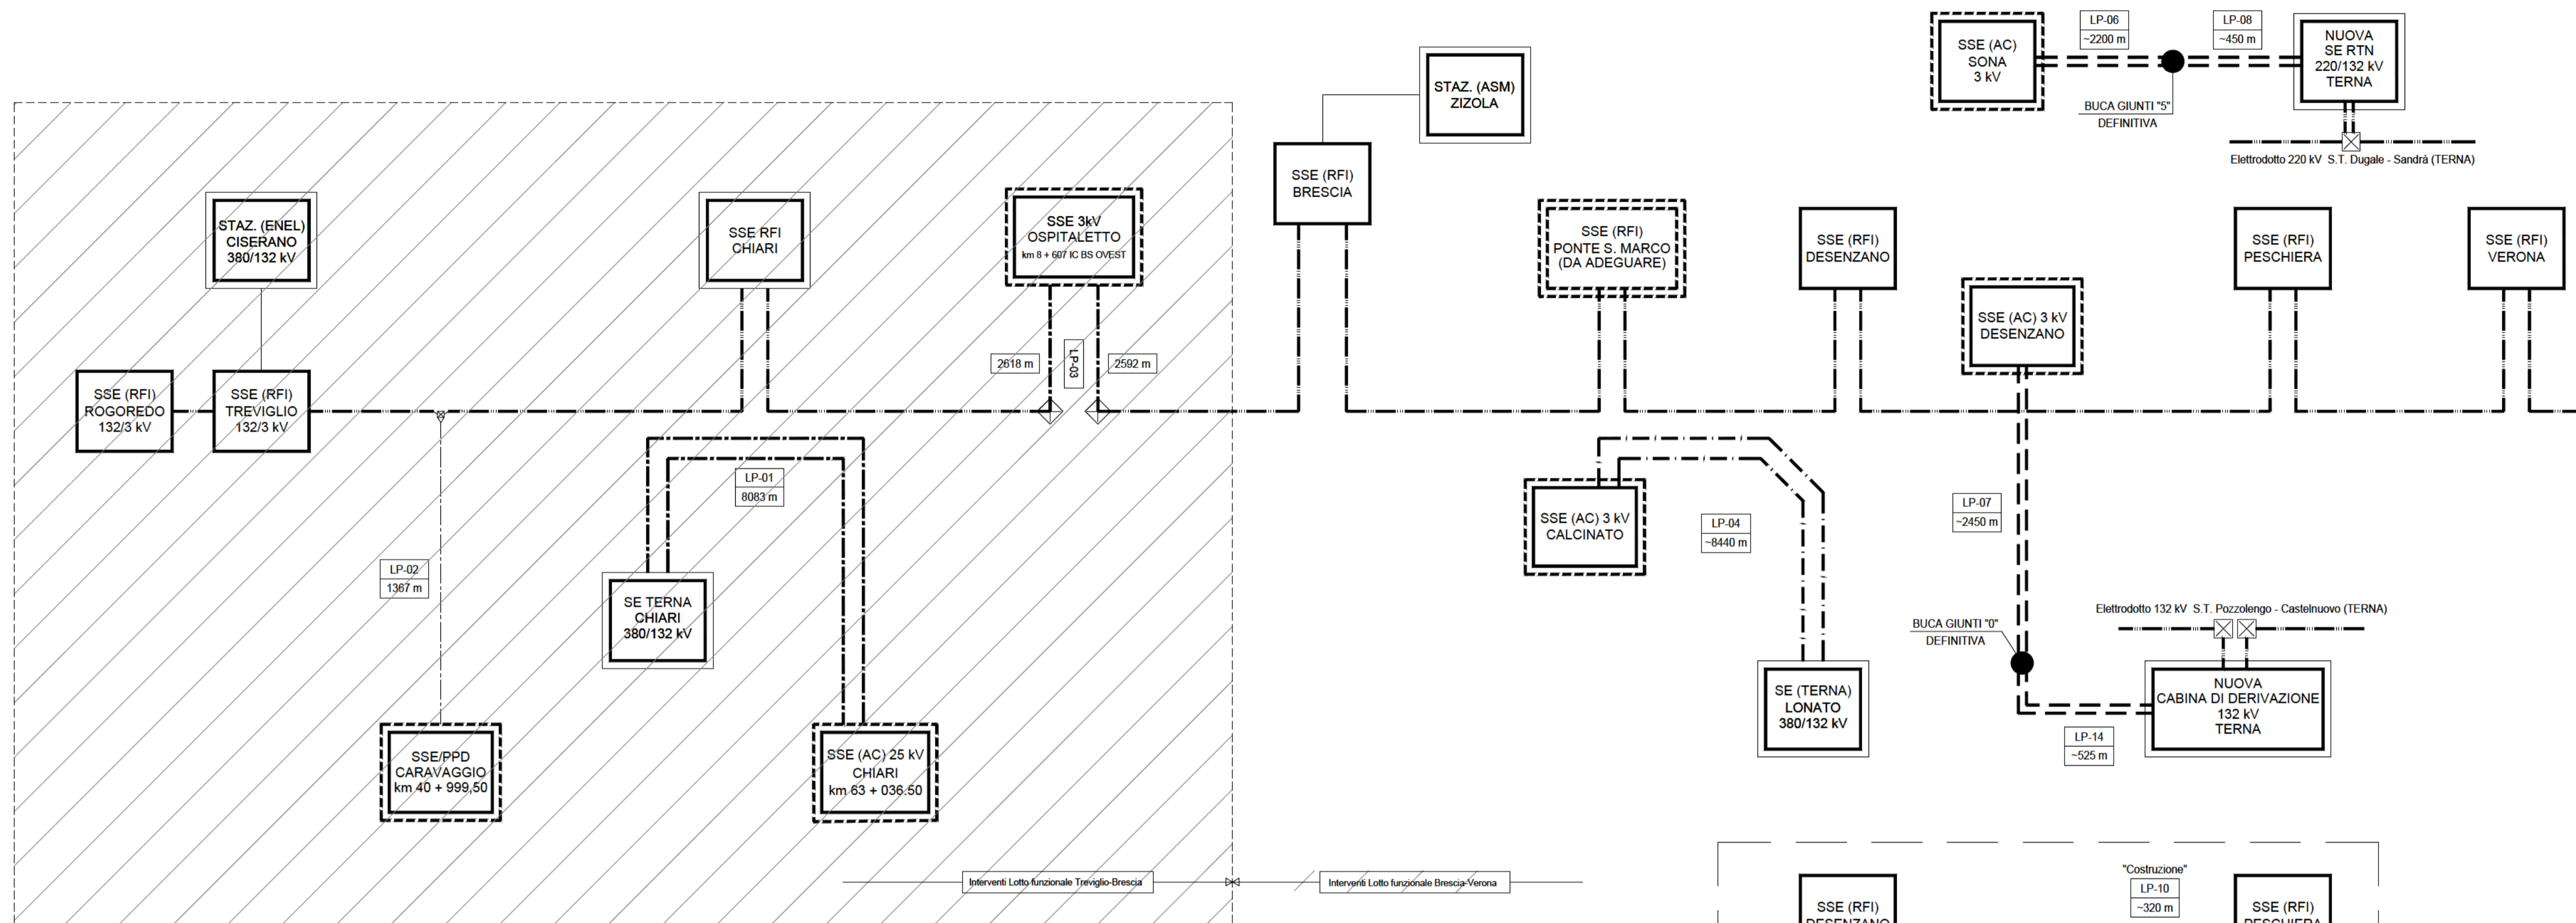 SSE (AC)
SONA
3 kV
LP-06
~2200 m
LP-08
~450 m
NUOVA
SE RTN
220/132 kV
TERNA
BUCA GIUNTI "5"
DEFINITIVA
Elettrodotto 220 kV S.T. Dugale - Sandrà (TERNA)
STAZ. (ASM)
ZIZOLA
SSE (RFI)
BRESCIA
STAZ. (ENEL)
CISERANO
380/132 kV
SSE RFI
CHIARI
SSE 3kV
OSPITALETTO
km 8 + 607 IC BS OVEST
SSE (RFI)
PONTE S. MARCO
(DA ADEGUARE)
SSE (RFI)
DESENZANO
SSE (AC) 3 kV
DESENZANO
SSE (RFI)
PESCHIERA
SSE (RFI)
VERONA
2618 m
LP-03
2592 m
SSE (RFI)
ROGOREDO
132/3 kV
SSE (RFI)
TREVIGLIO
132/3 kV
LP-01
8083 m
SSE (AC) 3 kV
CALCINATO
LP-04
~8440 m
LP-07
~2450 m
LP-02
1367 m
SE TERNA
CHIARI
380/132 kV
BUCA GIUNTI "0"
DEFINITIVA
Elettrodotto 132 kV S.T. Pozzolengo - Castelnuovo (TERNA)
SE (TERNA)
LONATO
380/132 kV
NUOVA
CABINA DI DERIVAZIONE
132 kV
TERNA
LP-14
~525 m
SSE/PPD
CARAVAGGIO
km 40 + 999,50
SSE (AC) 25 kV
CHIARI
km 63 + 036.50
Interventi Lotto funzionale Treviglio-Brescia
Interventi Lotto funzionale Brescia-Verona
"Costruzione"
LP-10
~320 m
SSE (RFI)
DESENZANO
SSE (RFI)
PESCHIERA